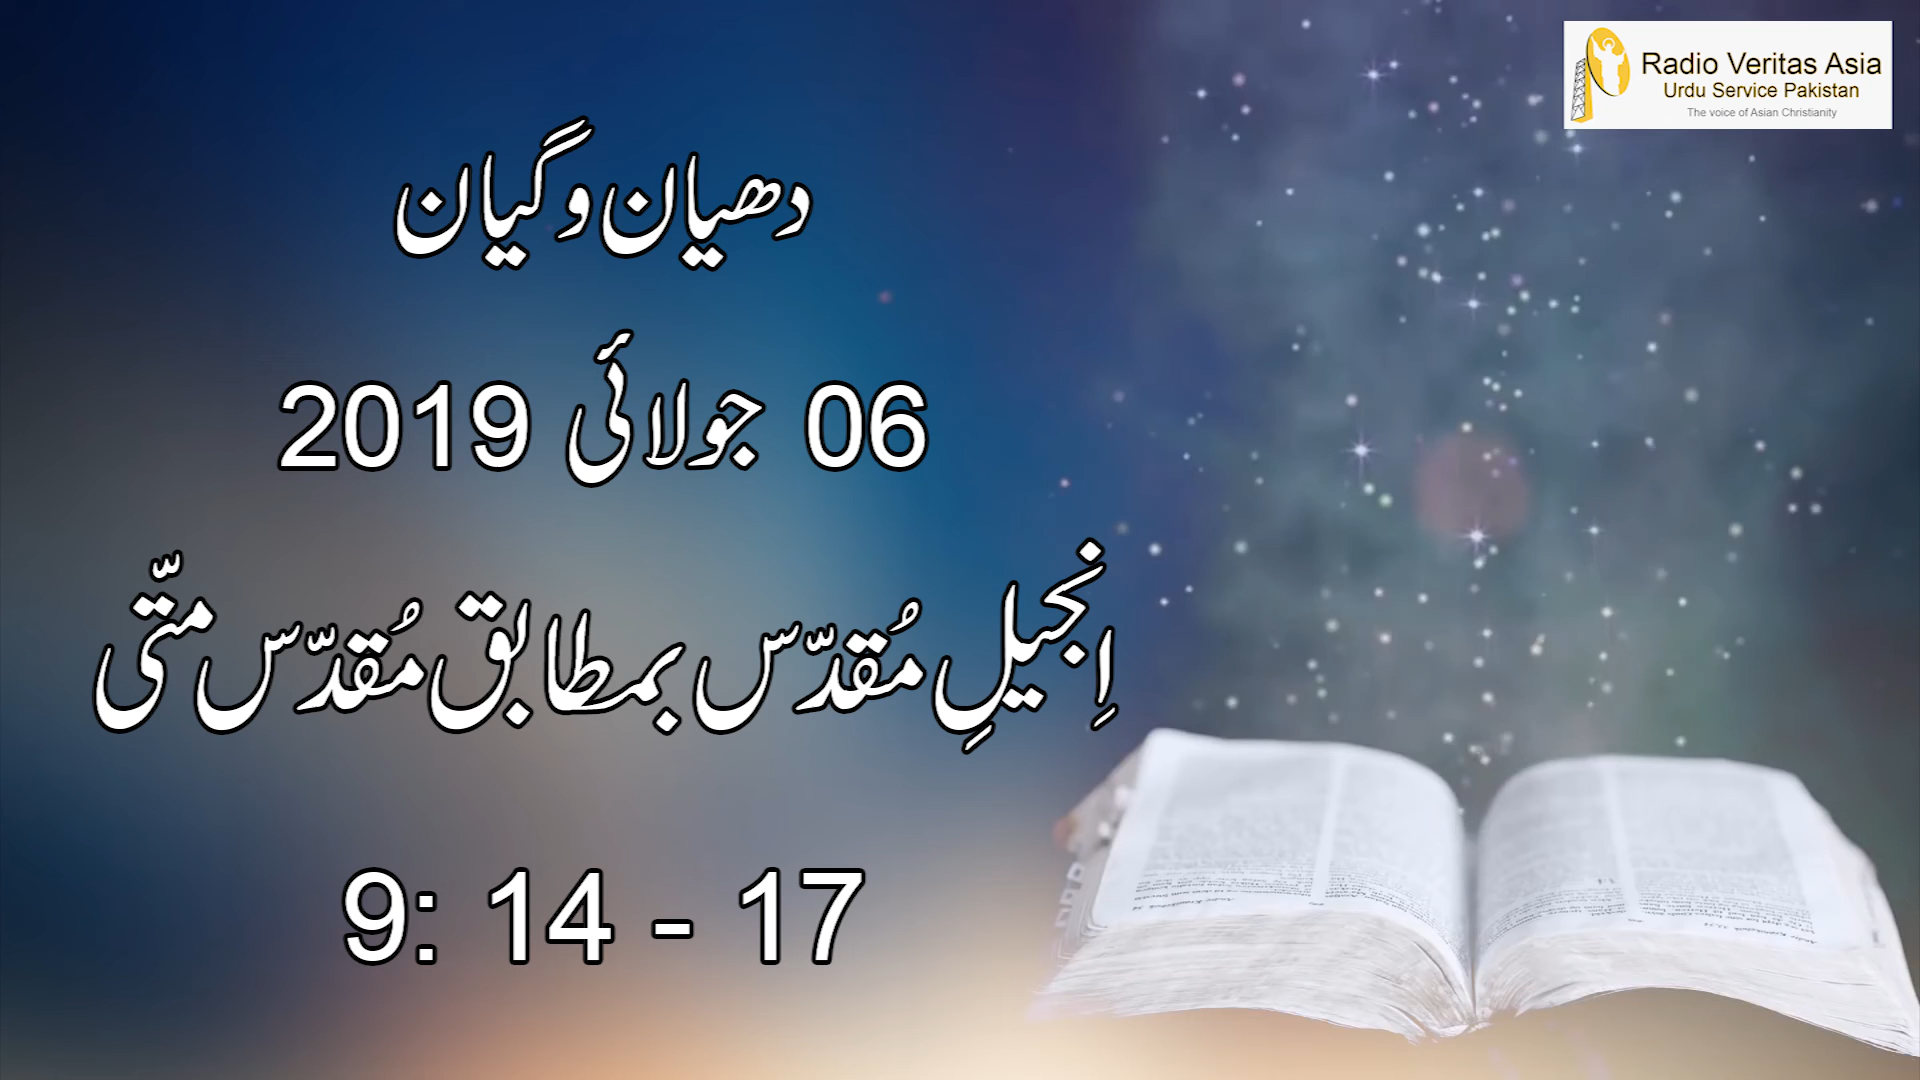 Radio Veritas Asia
Urdu Service Pakistan
The voice of Asian Christianity
دھیان و گیان
06 جولائی 2019
اِنجیلِ مُقدّس بمطابق مُقدّس متّی
9: 14 - 17